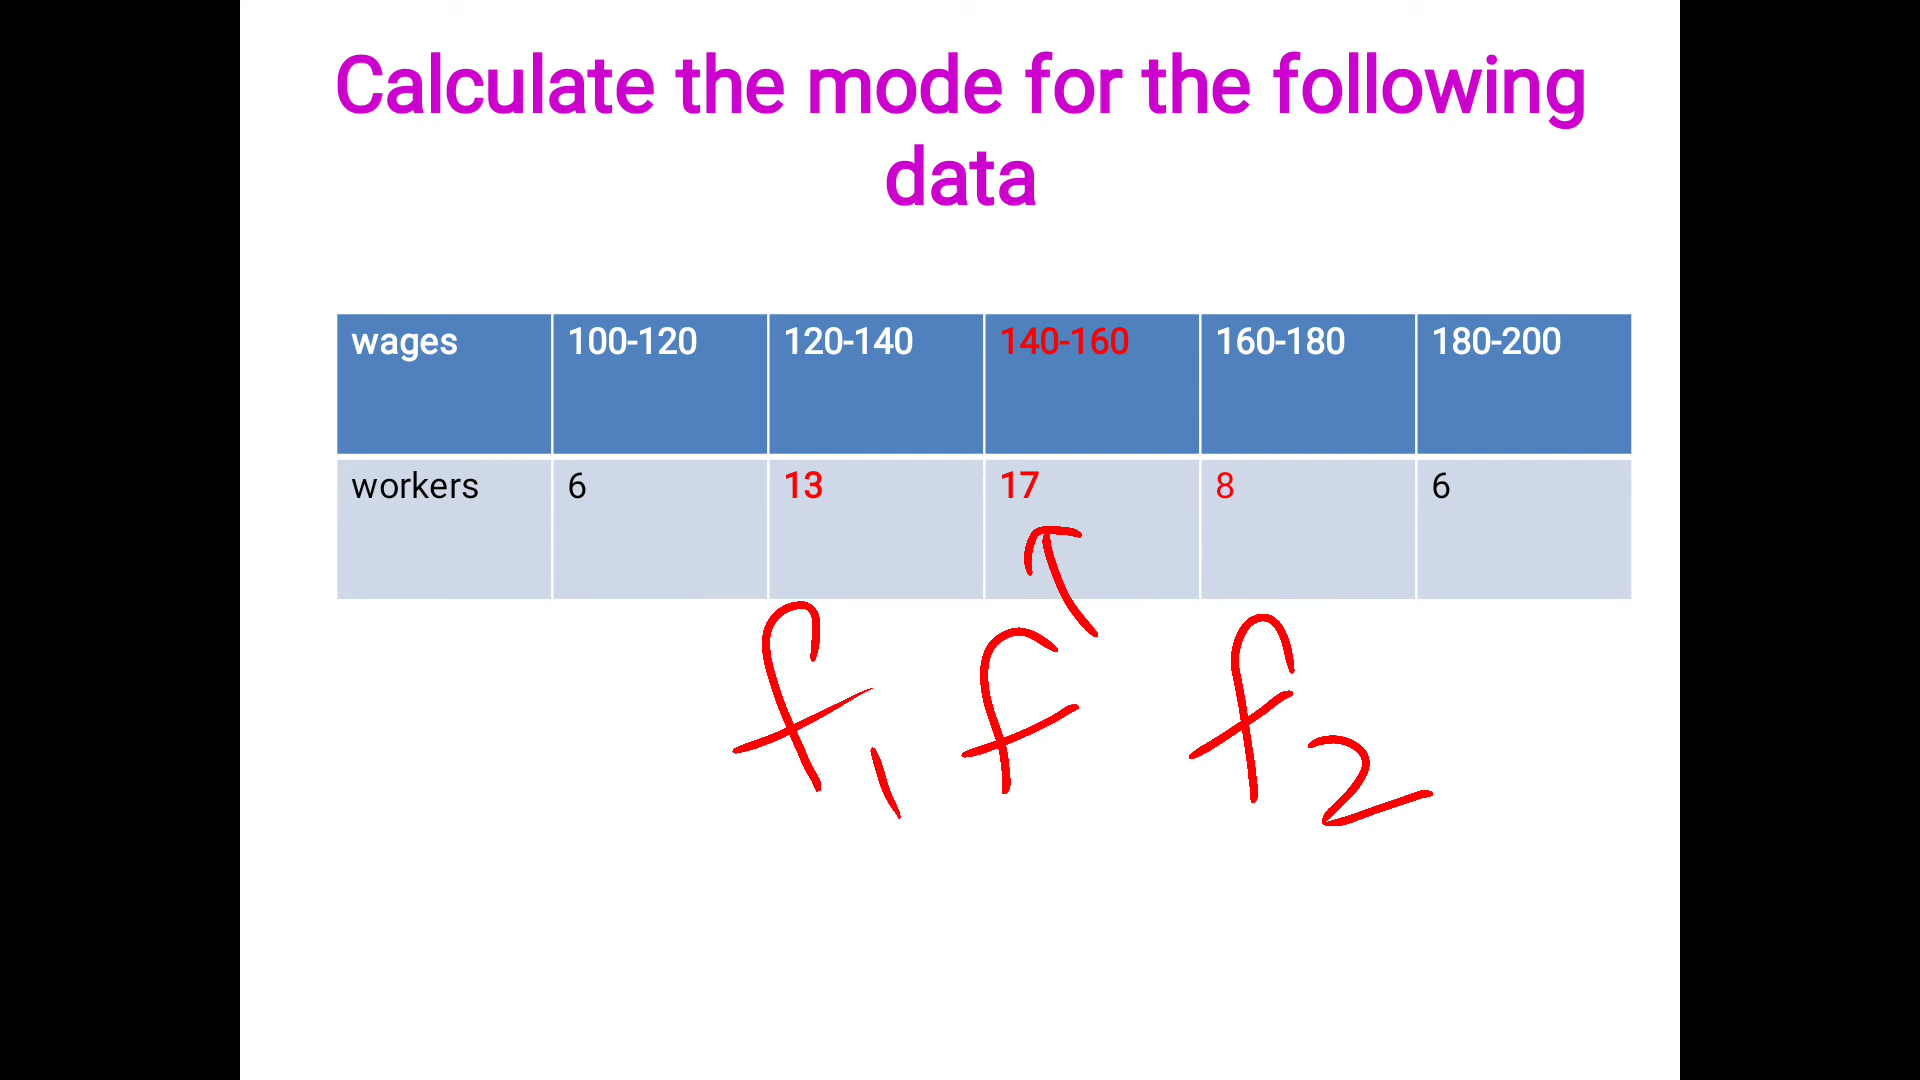 Calculate the mode for the following
data
wages 100-120 120-140 140-160 160-180 180-200
workers 6 13 17 8 6
f1 f f2